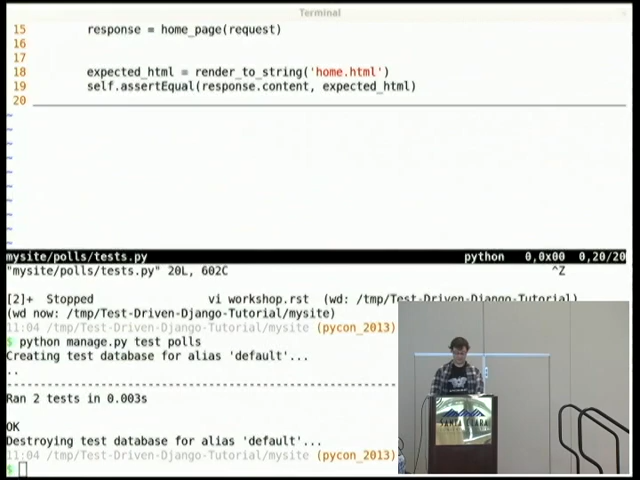 Terminal
15 response = home_page(request)
16
17
18 expected_html = render_to_string('home.html')
19 self.assertEqual(response.content, expected_html)
20
~
~
~
~
~
~
~
~
~
~
mysite/polls/tests.py python 0,0x00 0,20/20
"mysite/polls/tests.py" 20L, 602C ^Z
[2]+ Stopped vi workshop.rst (wd: /tmp/Test-Driven-Django-Tutorial)
(wd now: /tmp/Test-Driven-Django-Tutorial/mysite)
11:04 /tmp/Test-Driven-Django-Tutorial/mysite (pycon_2013)
$ python manage.py test polls
Creating test database for alias 'default'...
..
----------------------------------------------------------------------
Ran 2 tests in 0.003s
OK
Destroying test database for alias 'default'...
11:04 /tmp/Test-Driven-Django-Tutorial/mysite (pycon_2013)
$
SANTA CLARA